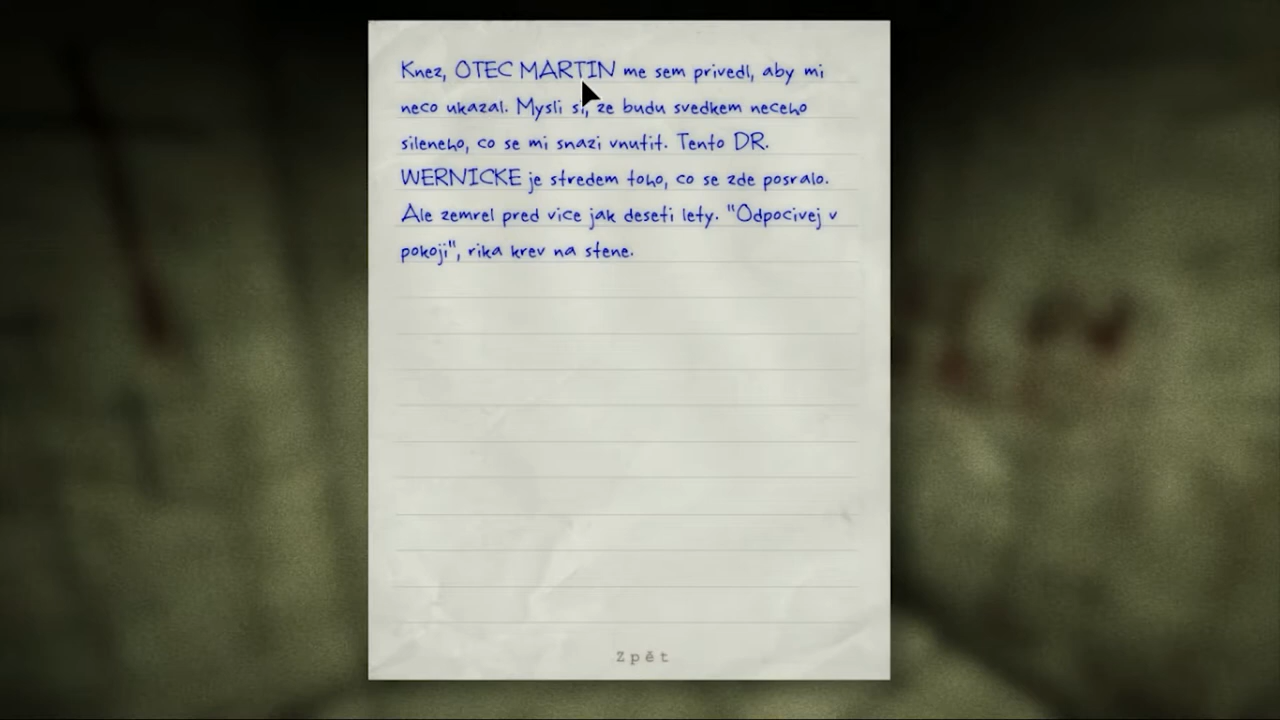 Knez, OTEC MARTIN me sem privedl, aby mi
neco ukazal. Mysli si, ze budu svedkem neceho
sileneho, co se mi snazi vnutit. Tento DR.
WERNICKE je stredem toho, co se zde posralo.
Ale zemrel pred vice jak deseti lety. "Odpocivej v
pokoji", rika krev na stene.
Zpět